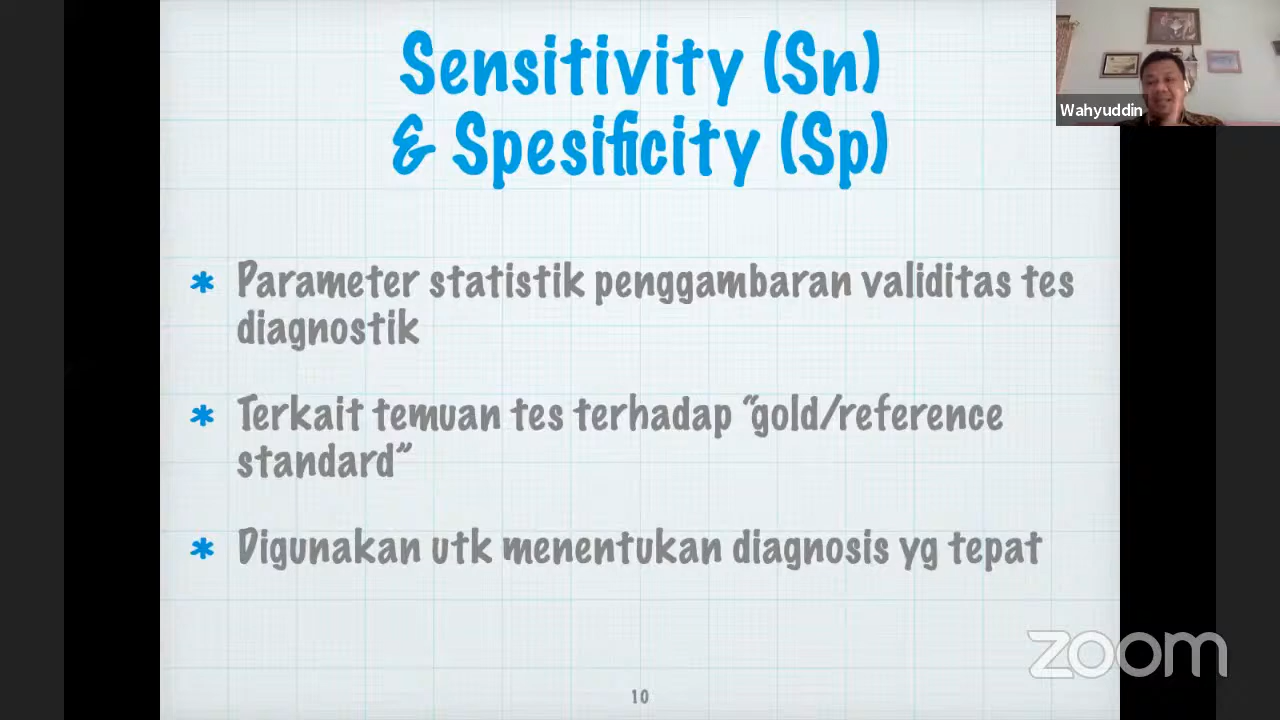 Sensitivity (Sn)
& Spesificity (Sp)
Wahyuddin
* Parameter statistik penggambaran validitas tes
diagnostik
* Terkait temuan tes terhadap “gold/reference
standard”
* Digunakan utk menentukan diagnosis yg tepat
zoom
10